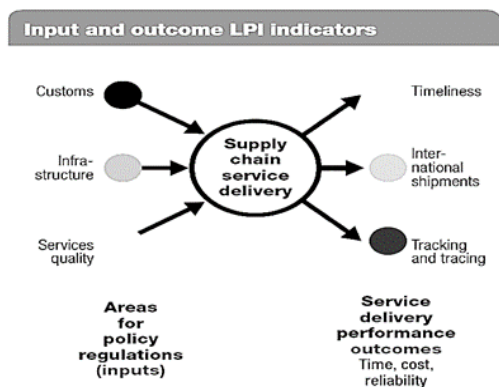 Input and outcome LPI indicators
Customs
Infra-
structure
Services
quality
Supply
chain
service
delivery
Timeliness
Inter-
national
shipments
Tracking
and tracing
Areas
for
policy
regulations
(inputs)
Service
delivery
performance
outcomes
Time, cost,
reliability